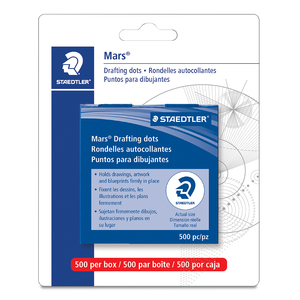 STAEDTLER
Mars®
Drafting dots • Rondelles autocollantes
Puntos para dibujantes
STAEDTLER
Mars® Drafting dots
Rondelles autocollantes
Puntos para dibujantes
• Holds drawings, artwork
and blueprints firmly in place
• Fixent les dessins, les
illustrations et les plans
fermement
• Sujetan firmemente dibujos,
ilustraciones y planos en
su lugar
STAEDTLER
Actual size
Dimension réelle
Tamaño real
500 pc/pz
500 per box / 500 par boîte / 500 por caja